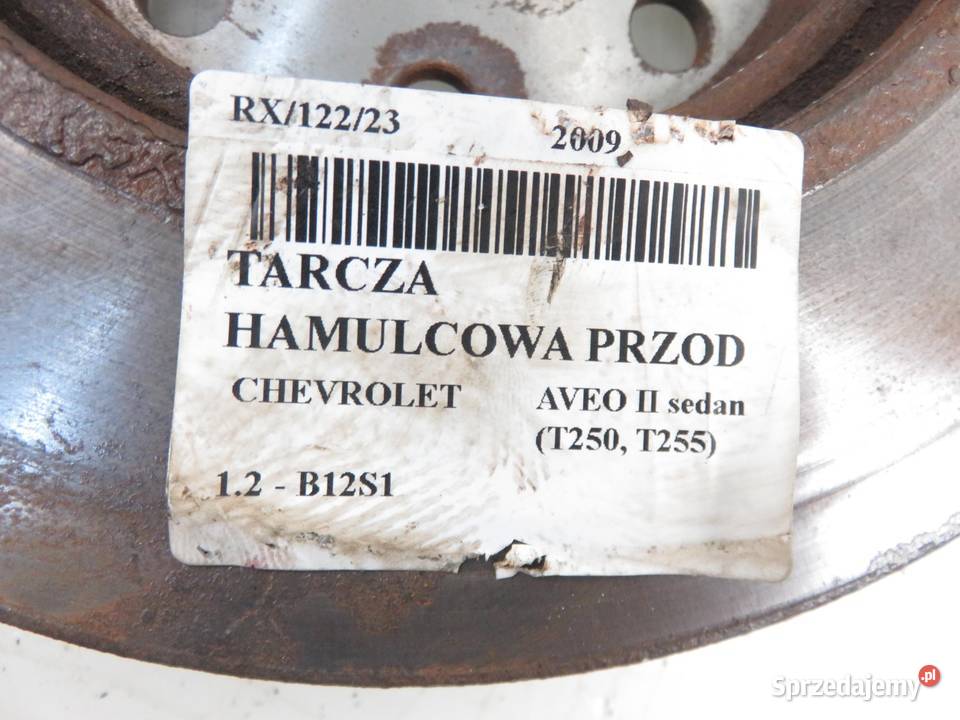 RX/122/23 2009
TARCZA
HAMULCOWA PRZOD
CHEVROLET AVEO II sedan
(T250, T255)
1.2 - B12S1
Sprzedajemy.pl